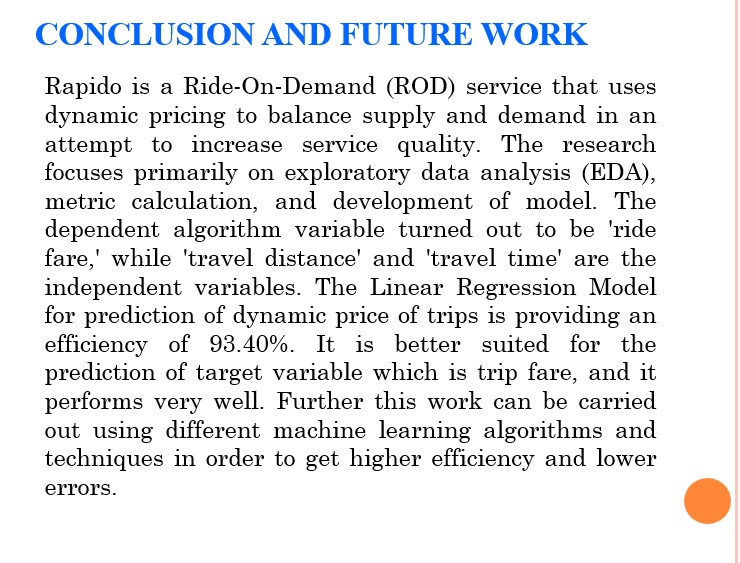 CONCLUSION AND FUTURE WORK
Rapido is a Ride-On-Demand (ROD) service that uses
dynamic pricing to balance supply and demand in an
attempt to increase service quality. The research
focuses primarily on exploratory data analysis (EDA),
metric calculation, and development of model. The
dependent algorithm variable turned out to be 'ride
fare,' while 'travel distance' and 'travel time' are the
independent variables. The Linear Regression Model
for prediction of dynamic price of trips is providing an
efficiency of 93.40%. It is better suited for the
prediction of target variable which is trip fare, and it
performs very well. Further this work can be carried
out using different machine learning algorithms and
techniques in order to get higher efficiency and lower
errors.